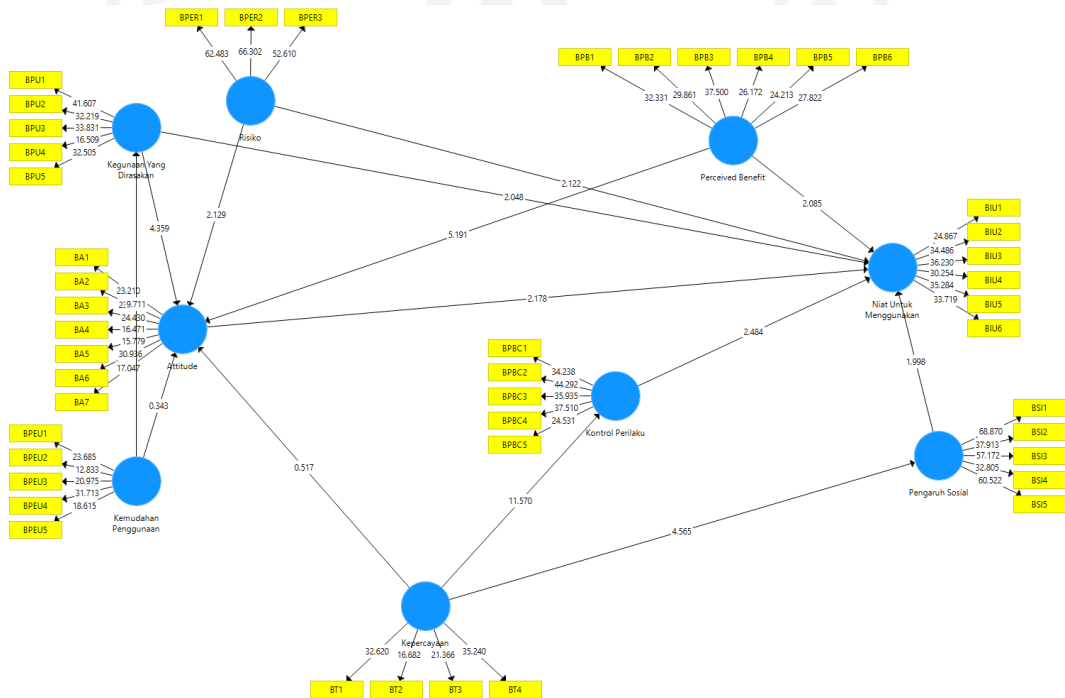 BPER1
BPER2
BPER3
62.483
66.302
52.610
Risiko
BPB1
BPB2
BPB3
BPB4
BPB5
BPB6
32.331
29.861
37.500
26.172
24.213
27.822
Perceived Benefit
BPU1
BPU2
BPU3
BPU4
BPU5
41.607
32.219
33.831
16.509
32.505
Kegunaan Yang
Dirasakan
2.122
2.048
2.085
4.359
2.129
5.191
BIU1
BIU2
BIU3
BIU4
BIU5
BIU6
24.867
34.486
36.230
30.254
35.284
33.719
Niat Untuk
Menggunakan
BA1
BA2
BA3
BA4
BA5
BA6
BA7
23.210
24.430
16.471
15.779
30.936
17.047
Attitude
2.178
2.484
1.998
0.343
BPBC1
BPBC2
BPBC3
BPBC4
BPBC5
34.238
44.292
35.935
37.510
24.531
Kontrol Perilaku
BSI1
BSI2
BSI3
BSI4
BSI5
68.870
37.913
57.172
32.805
60.522
Pengaruh Sosial
BPEU1
BPEU2
BPEU3
BPEU4
BPEU5
23.685
12.833
20.975
31.713
18.615
Kemudahan
Penggunaan
0.517
11.570
4.565
Kepercayaan
32.620
16.682
21.366
35.240
BT1
BT2
BT3
BT4